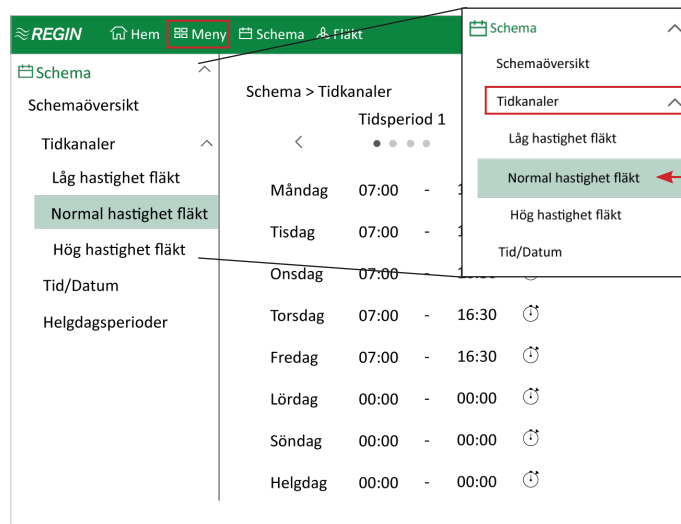 ≈REGIN Hem Meny Schema Fläkt
Schema
Schemaöversikt
Tidkanaler
Låg hastighet fläkt
Normal hastighet fläkt
Hög hastighet fläkt
Tid/Datum
Helgdagsperioder
Schema > Tidkanaler
Tidsperiod 1
Måndag 07:00 -
Tisdag 07:00 -
Onsdag 07:00 -
Torsdag 07:00 - 16:30
Fredag 07:00 - 16:30
Lördag 00:00 - 00:00
Söndag 00:00 - 00:00
Helgdag 00:00 - 00:00
Schema
Schemaöversikt
Tidkanaler
Låg hastighet fläkt
Normal hastighet fläkt
Hög hastighet fläkt
Tid/Datum